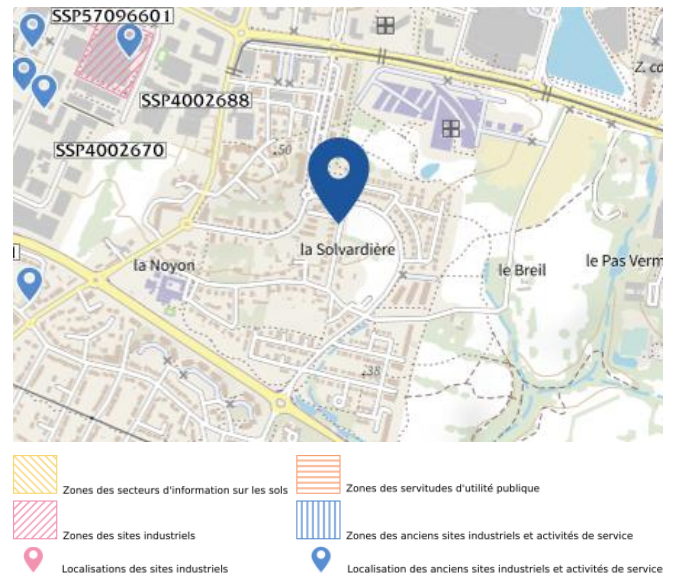 SSP57096601
Z. co
SSP4002688
.50
SSP4002670
la Solvardière
la Noyon
le Breil
le Pas Verm
.38
Zones des secteurs d'information sur les sols
Zones des servitudes d'utilité publique
Zones des sites industriels
Zones des anciens sites industriels et activités de service
Localisations des sites industriels
Localisation des anciens sites industriels et activités de service